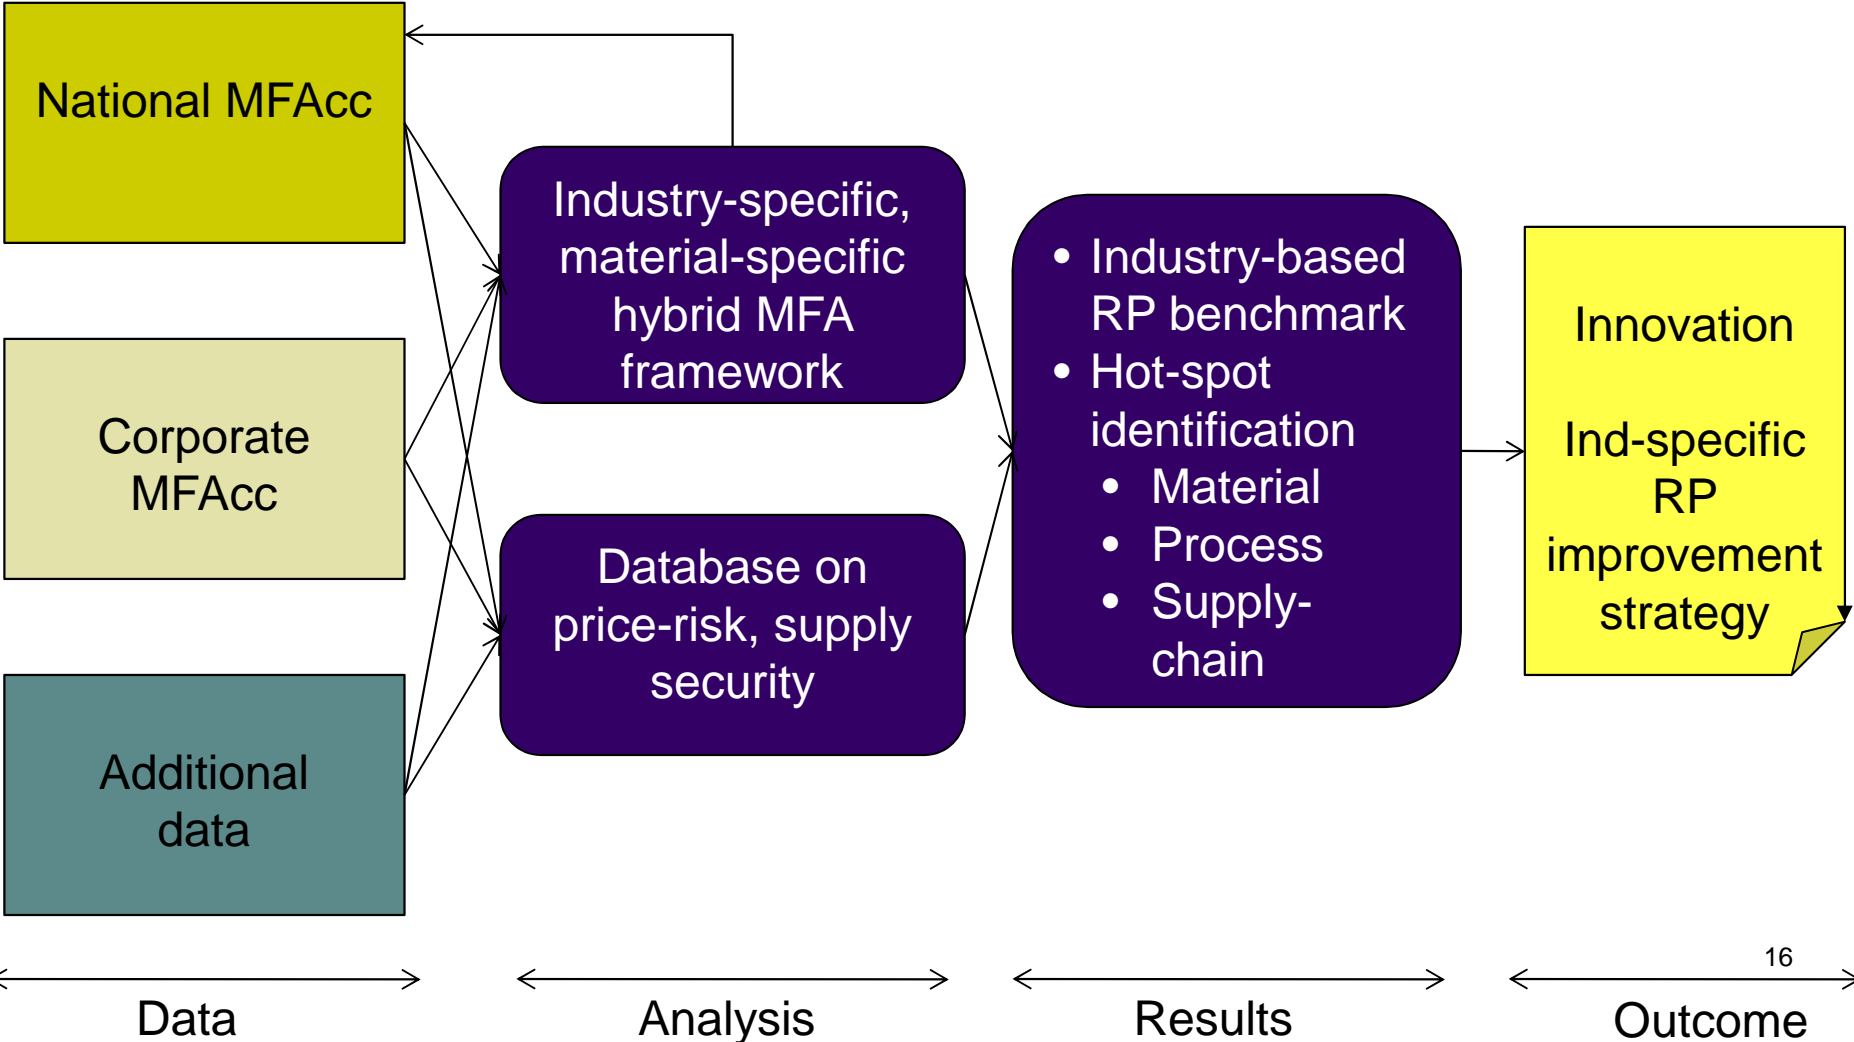 National MFAcc
Corporate
MFAcc
Additional
data
Industry-specific,
material-specific
hybrid MFA
framework
Database on
price-risk, supply
security
• Industry-based
RP benchmark
• Hot-spot
identification
• Material
• Process
• Supply-
chain
Innovation
Ind-specific
RP
improvement
strategy
16
Data
Analysis
Results
Outcome